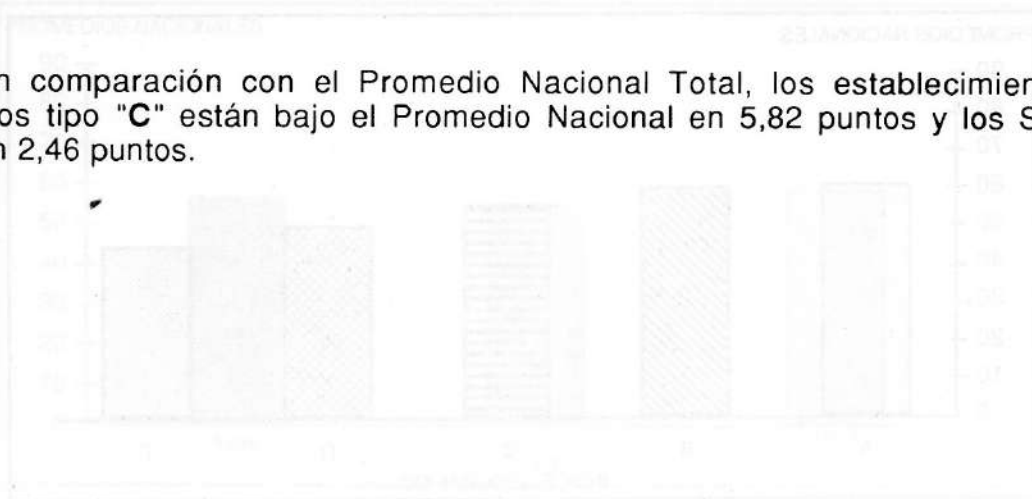 n comparación con el Promedio Nacional Total, los establecimien
os tipo "C" están bajo el Promedio Nacional en 5,82 puntos y los S
n 2,46 puntos.